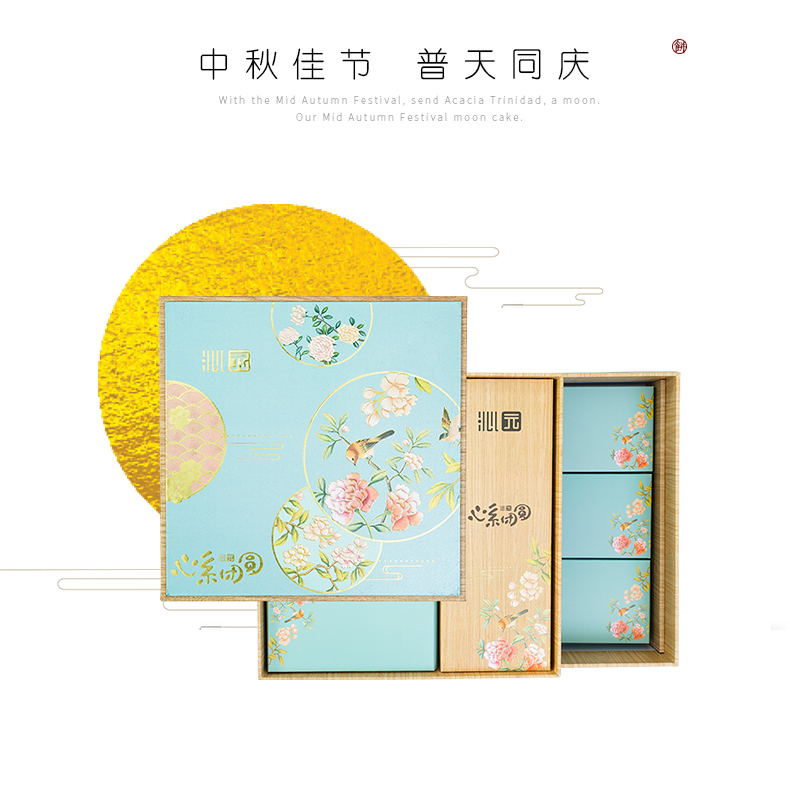 中秋佳节 普天同庆
餅
With the Mid Autumn Festival, send Acacia Trinidad, a moon.
Our Mid Autumn Festival moon cake.
沁园
沁园
心系团圆
心系团圆